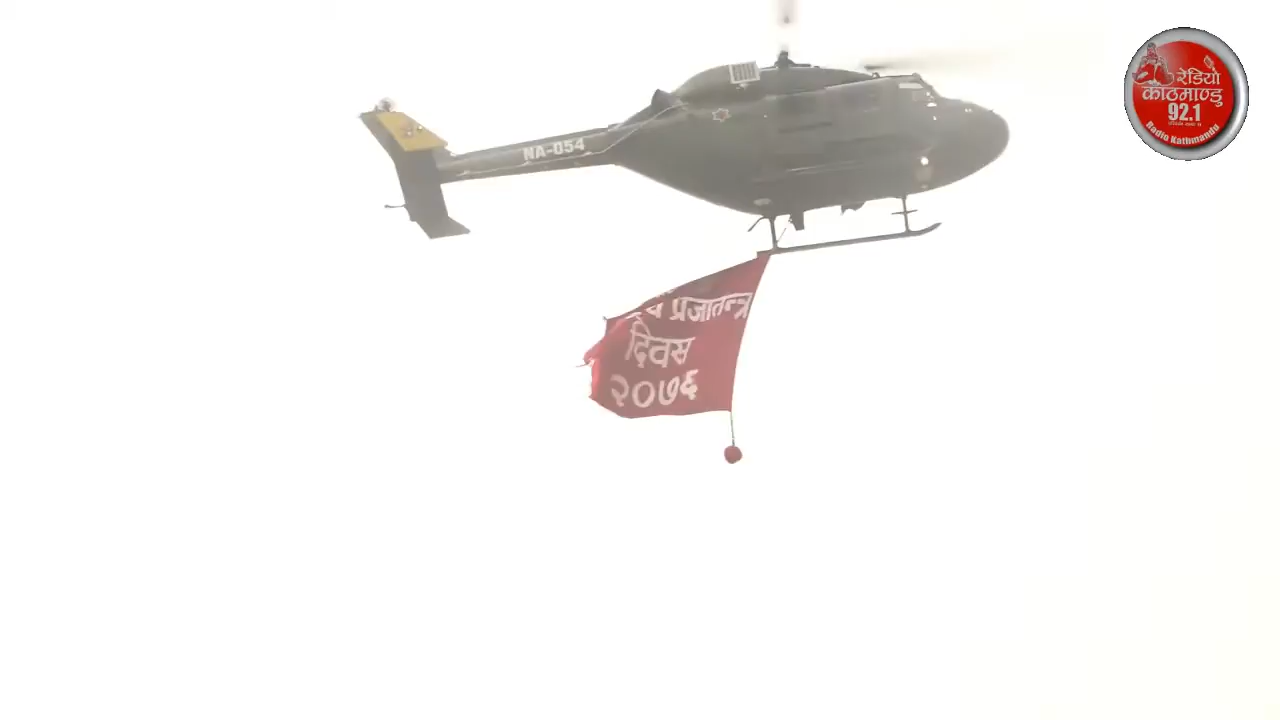 रेडियो
काठमाण्डु
92.1
Radio Kathmandu
NA-054
प्रजातन्त्र
दिवस
२०७६